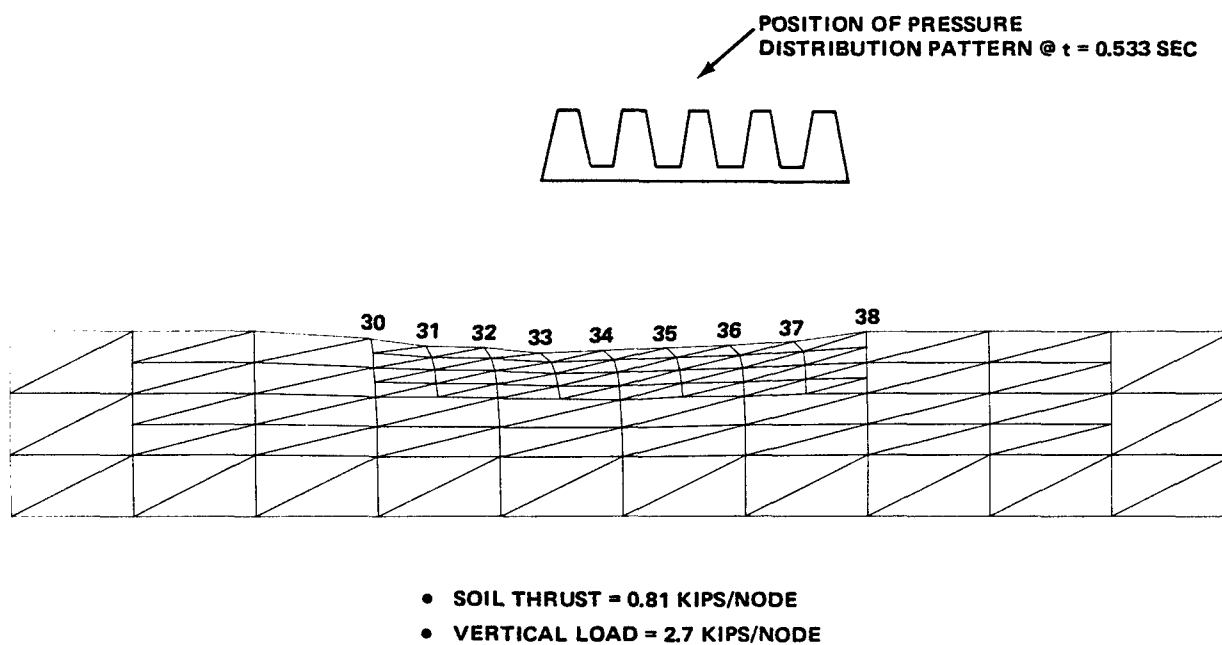 POSITION OF PRESSURE
DISTRIBUTION PATTERN @ t = 0.533 SEC
30 31 32 33 34 35 36 37 38
• SOIL THRUST = 0.81 KIPS/NODE
• VERTICAL LOAD = 2.7 KIPS/NODE